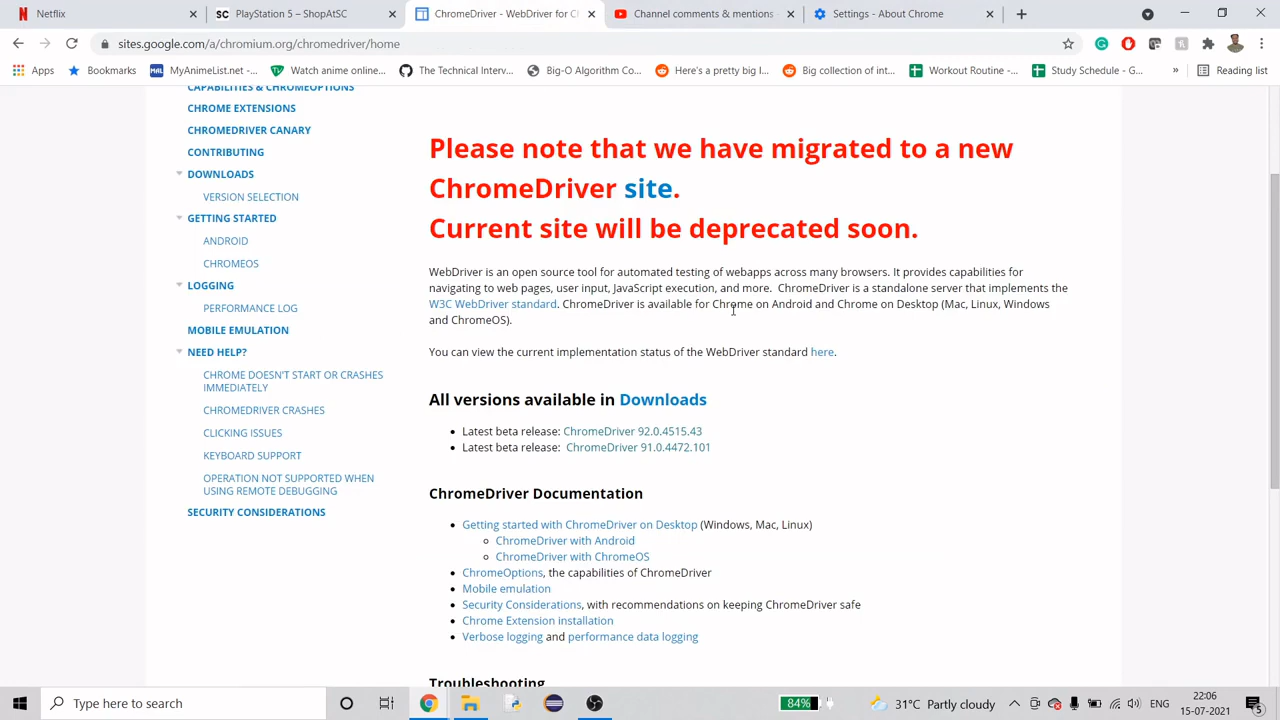 Netflix
PlayStation 5 – ShopAtSC
ChromeDriver - WebDriver for Ch
Channel comments & mentions
Settings - About Chrome
sites.google.com/a/chromium.org/chromedriver/home
Apps
Bookmarks
MyAnimeList.net -...
Watch anime online...
The Technical Interv...
Big-O Algorithm Co...
Here's a pretty big l...
Big collection of int...
Workout Routine -...
Study Schedule - G...
»
Reading list
CAPABILITIES & CHROMEOPTIONS
CHROME EXTENSIONS
CHROMEDRIVER CANARY
CONTRIBUTING
DOWNLOADS
VERSION SELECTION
GETTING STARTED
ANDROID
CHROMEOS
LOGGING
PERFORMANCE LOG
MOBILE EMULATION
NEED HELP?
CHROME DOESN'T START OR CRASHES
IMMEDIATELY
CHROMEDRIVER CRASHES
CLICKING ISSUES
KEYBOARD SUPPORT
OPERATION NOT SUPPORTED WHEN
USING REMOTE DEBUGGING
SECURITY CONSIDERATIONS
Please note that we have migrated to a new
ChromeDriver site.
Current site will be deprecated soon.
WebDriver is an open source tool for automated testing of webapps across many browsers. It provides capabilities for
navigating to web pages, user input, JavaScript execution, and more.  ChromeDriver is a standalone server that implements the
W3C WebDriver standard. ChromeDriver is available for Chrome on Android and Chrome on Desktop (Mac, Linux, Windows
and ChromeOS).
You can view the current implementation status of the WebDriver standard here.
All versions available in Downloads
• Latest beta release: ChromeDriver 92.0.4515.43
• Latest beta release:  ChromeDriver 91.0.4472.101
ChromeDriver Documentation
• Getting started with ChromeDriver on Desktop (Windows, Mac, Linux)
○ ChromeDriver with Android
○ ChromeDriver with ChromeOS
• ChromeOptions, the capabilities of ChromeDriver
• Mobile emulation
• Security Considerations, with recommendations on keeping ChromeDriver safe
• Chrome Extension installation
• Verbose logging and performance data logging
Troubleshooting
Type here to search
84%
31°C Partly cloudy
ENG
22:06
15-07-2021
5